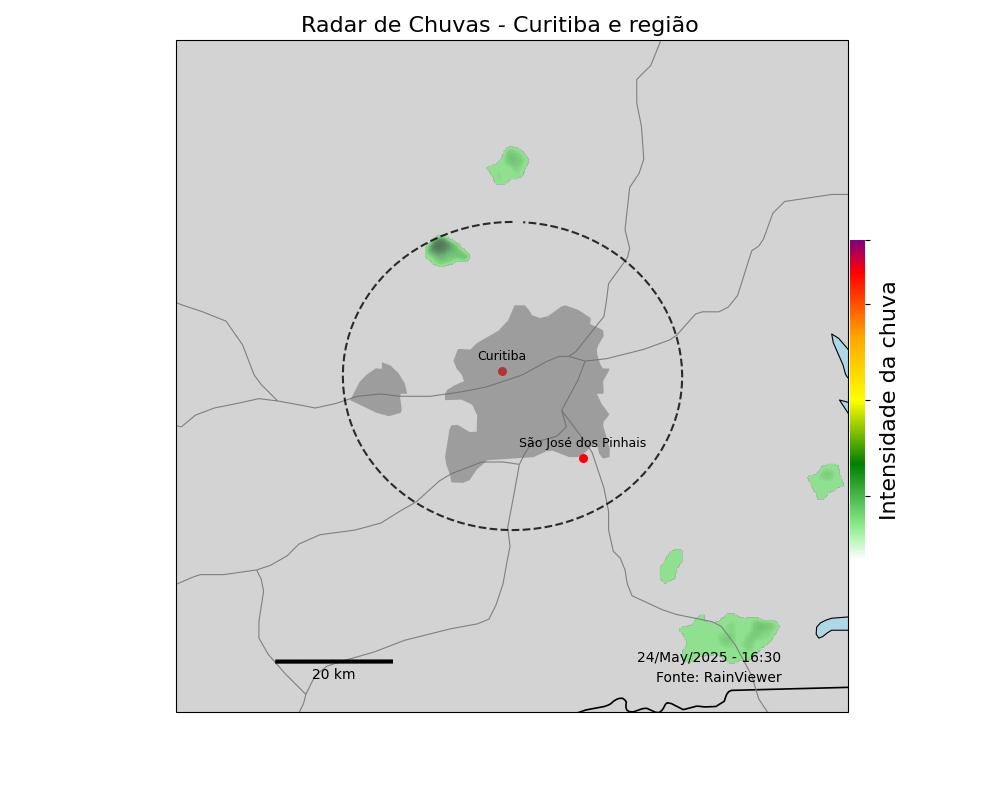 Radar de Chuvas - Curitiba e região
Curitiba
São José dos Pinhais
Intensidade da chuva
24/May/2025 - 16:30
20 km
Fonte: RainViewer